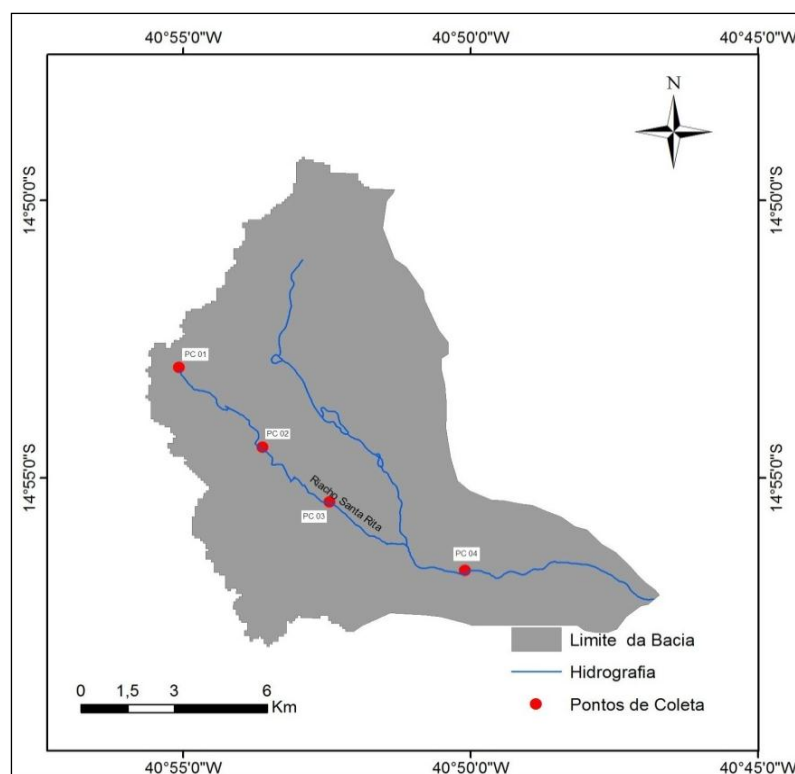 40°55'0"W 40°50'0"W 40°45'0"W
N
14°50'0"S 14°50'0"S
PC 01
PC 02
14°55'0"S 14°55'0"S
Riacho Santa Rita
PC 03
PC 04
Limite da Bacia
Hidrografia
Pontos de Coleta
0 1,5 3 6
Km
40°55'0"W 40°50'0"W 40°45'0"W